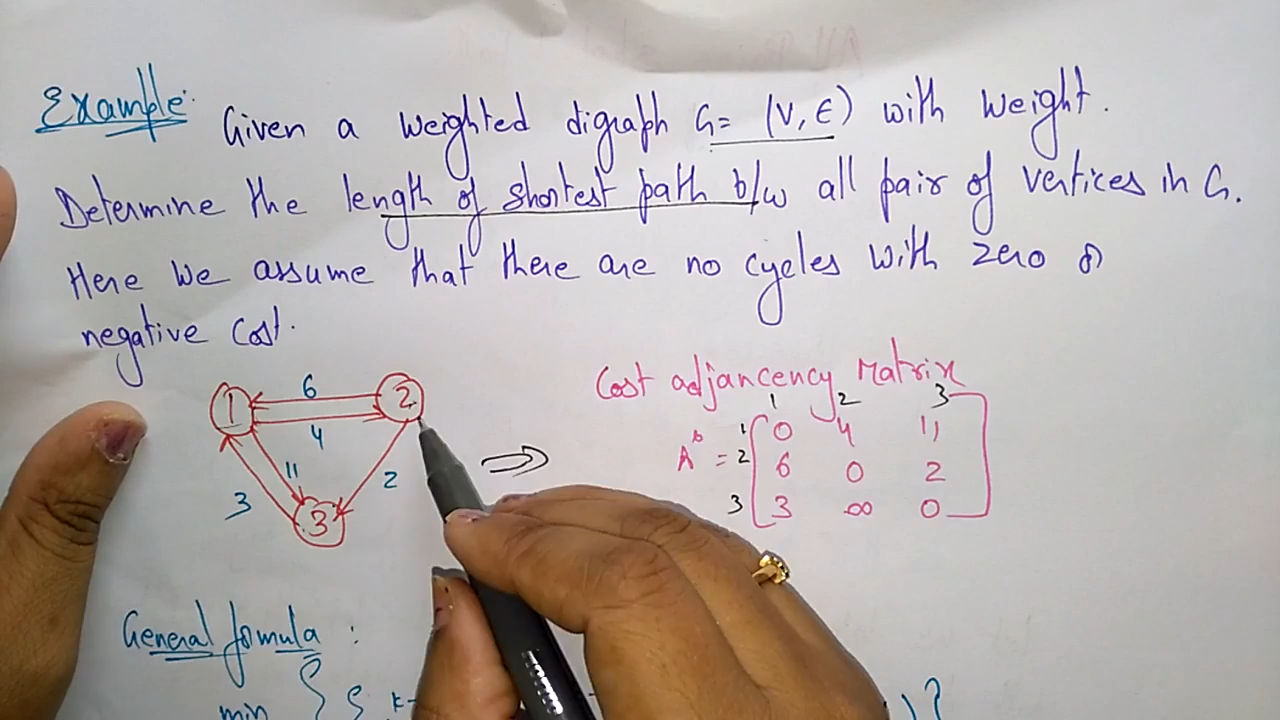 Example: Given a weighted digraph G= (V, E) with weight.
Determine the length of shortest path b/w all pair of vertices in G.
Here we assume that there are no cycles with zero or
negative cost.
6
1
2
4
11
2
3
3
Cost adjancency Matrix
1 2 3
1 0 4 11
A⁰ = 2 6 0 2
3 3 ∞ 0
General formula :
min {